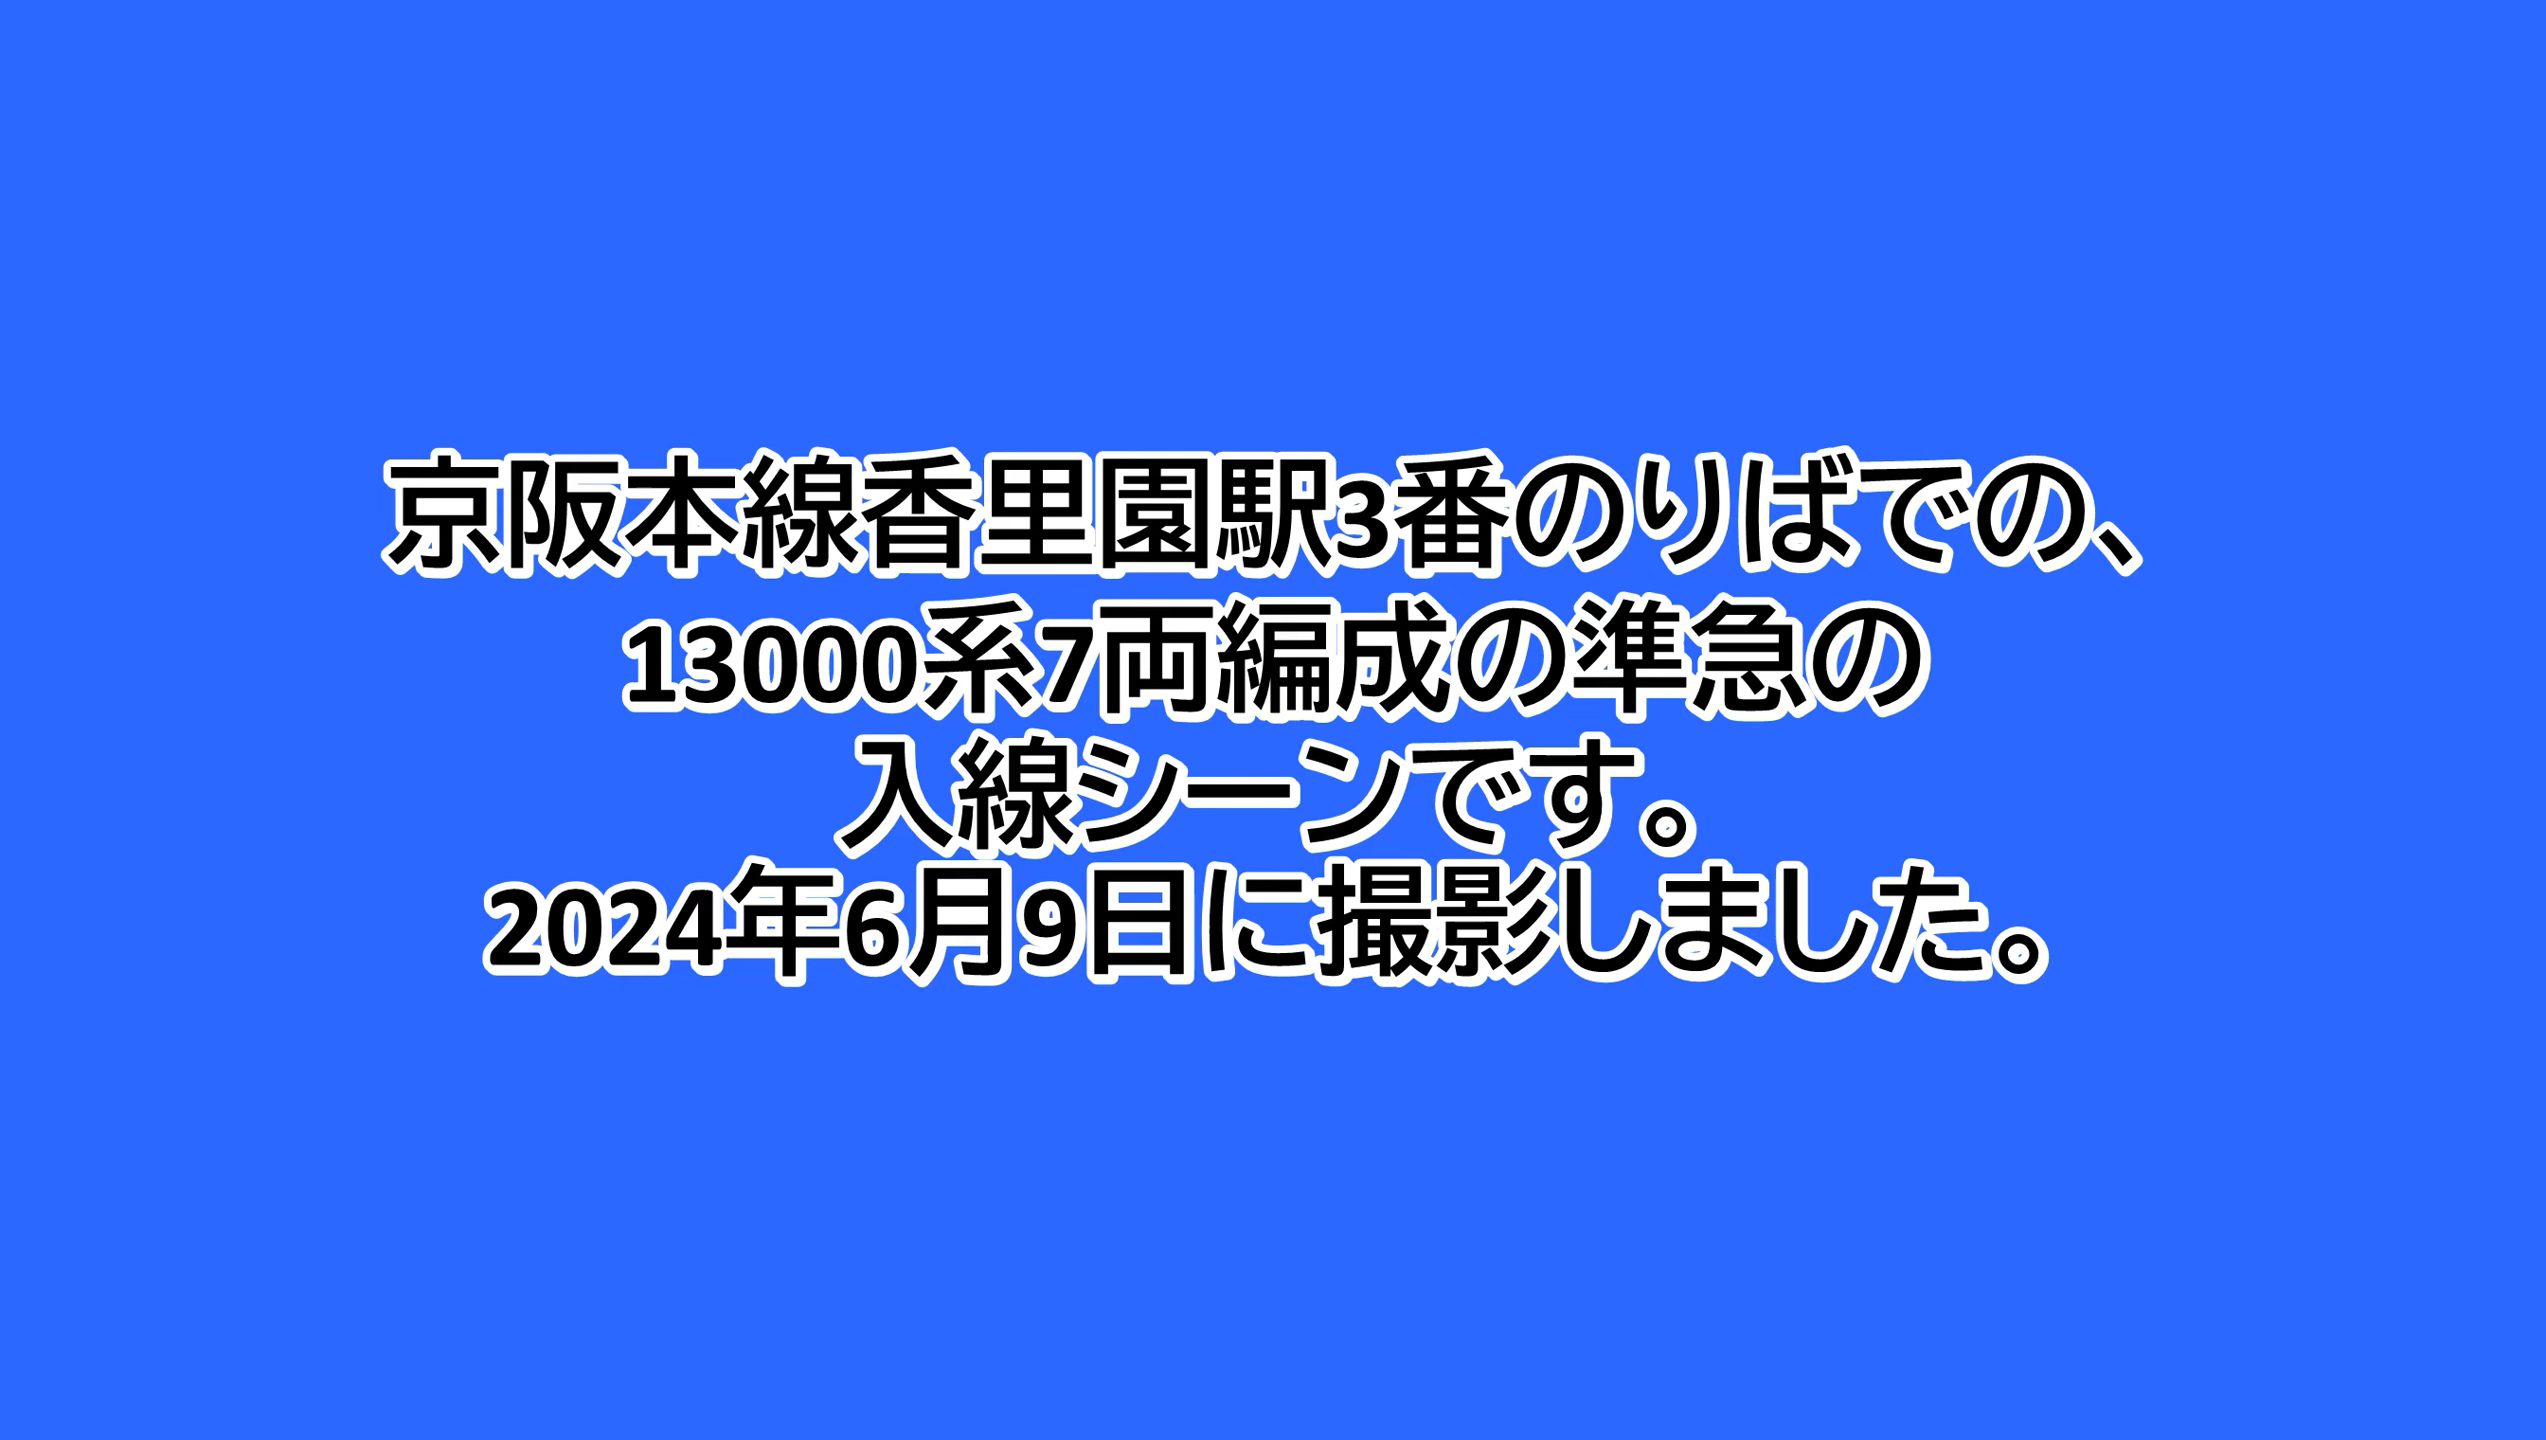 京阪本線香里園駅3番のりばでの、
13000系7両編成の準急の
入線シーンです。
2024年6月9日に撮影しました。